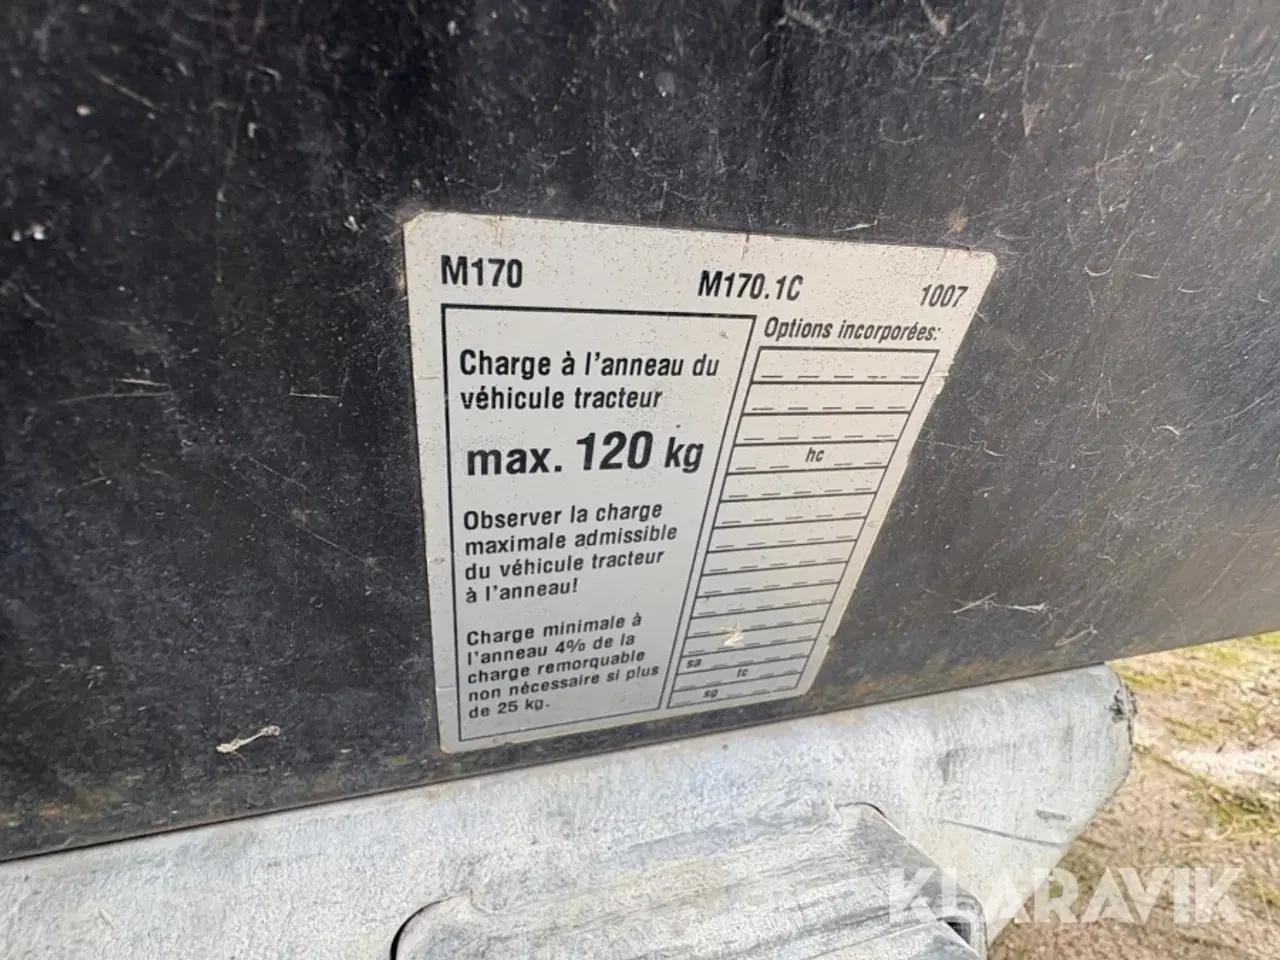 M170 M170.1C 1007
Charge à l'anneau du
véhicule tracteur
max. 120 kg
Observer la charge
maximale admissible
du véhicule tracteur
à l'anneau!
Charge minimale à
l'anneau 4% de la
charge remorquable
non nécessaire si plus
de 25 kg.
Options incorporées:
hc
sa
tc
sg
KLARAVIK